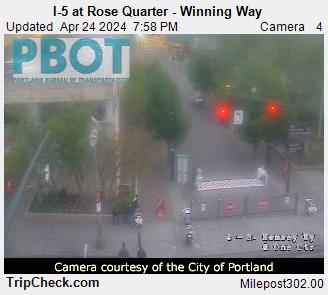 I-5 at Rose Quarter - Winning Way
Updated Apr 24 2024 7:58 PM Camera 4
PBOT
PORTLAND BUREAU OF TRANSPORTATION
Camera courtesy of the City of Portland
TripCheck.com Milepost302.00